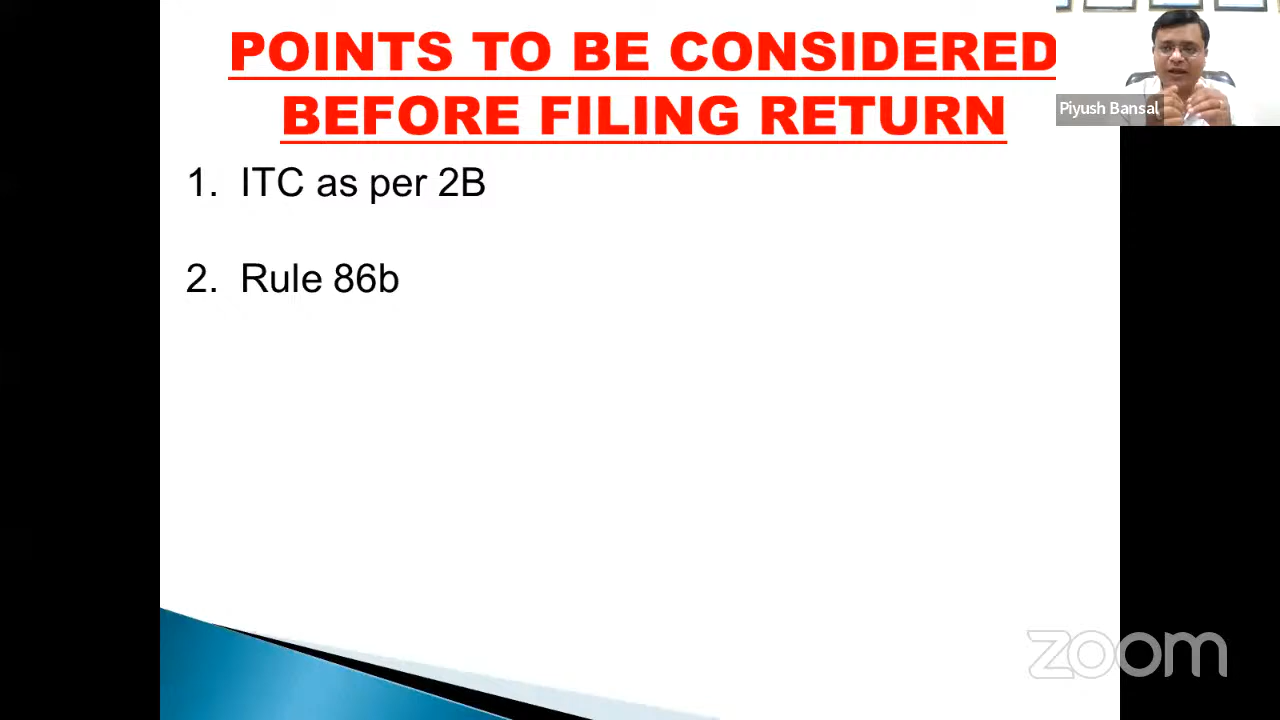 POINTS TO BE CONSIDERED
BEFORE FILING RETURN
Piyush Bansal
1. ITC as per 2B
2. Rule 86b
zoom